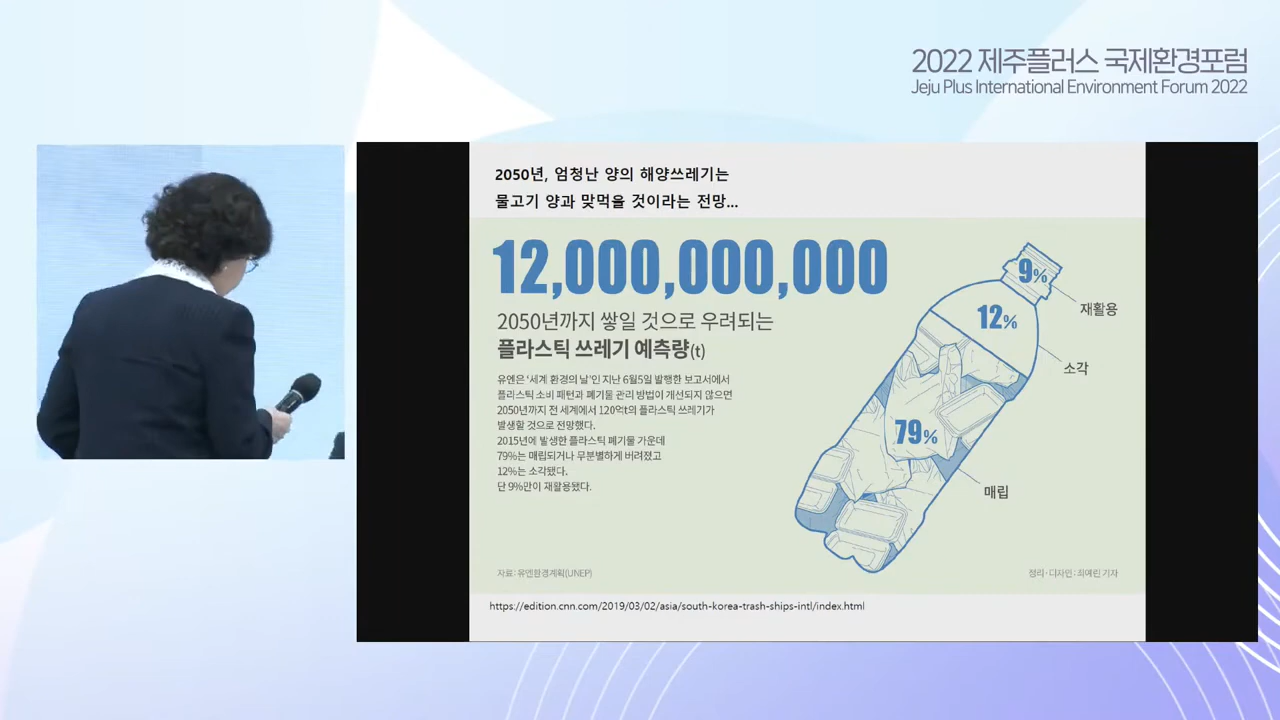 2022 제주플러스 국제환경포럼
Jeju Plus International Environment Forum 2022
2050년, 엄청난 양의 해양쓰레기는
물고기 양과 맞먹을 것이라는 전망...
12,000,000,000
2050년까지 쌓일 것으로 우려되는
플라스틱 쓰레기 예측량(t)
유엔은 '세계 환경의 날'인 지난 6월5일 발행한 보고서에서
플리스틱 소비 패턴과 폐기물 관리 방법이 개선되지 않으면
2050년까지 전 세계에서 120억t의 플라스틱 쓰레기가
발생할 것으로 전망했다.
2015년에 발생한 플라스틱 폐기물 가운데
79%는 매립되거나 무분별하게 버려졌고
12%는 소각됐다.
단 9%만이 재활용됐다.
9%
재활용
12%
소각
79%
매립
자료: 유엔환경계획(UNEP)
정리·디자인: 최예린 기자
https://edition.cnn.com/2019/03/02/asia/south-korea-trash-ships-intl/index.html